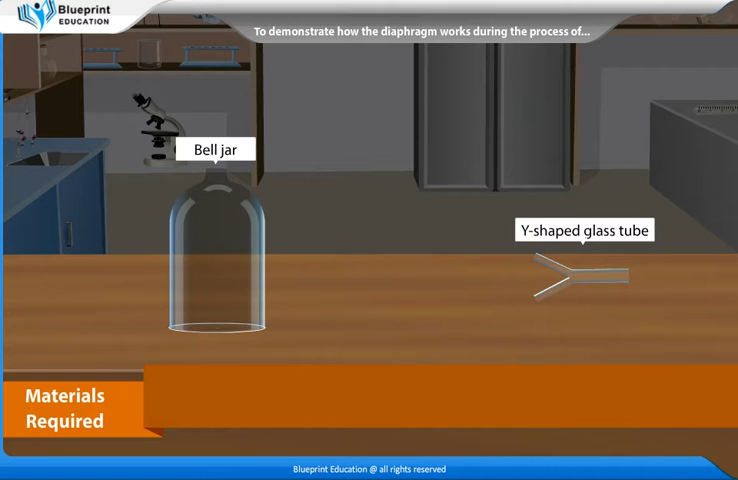 Blueprint
EDUCATION
To demonstrate how the diaphragm works during the process of...
Bell jar
Y-shaped glass tube
Materials
Required
Blueprint Education @ all rights reserved